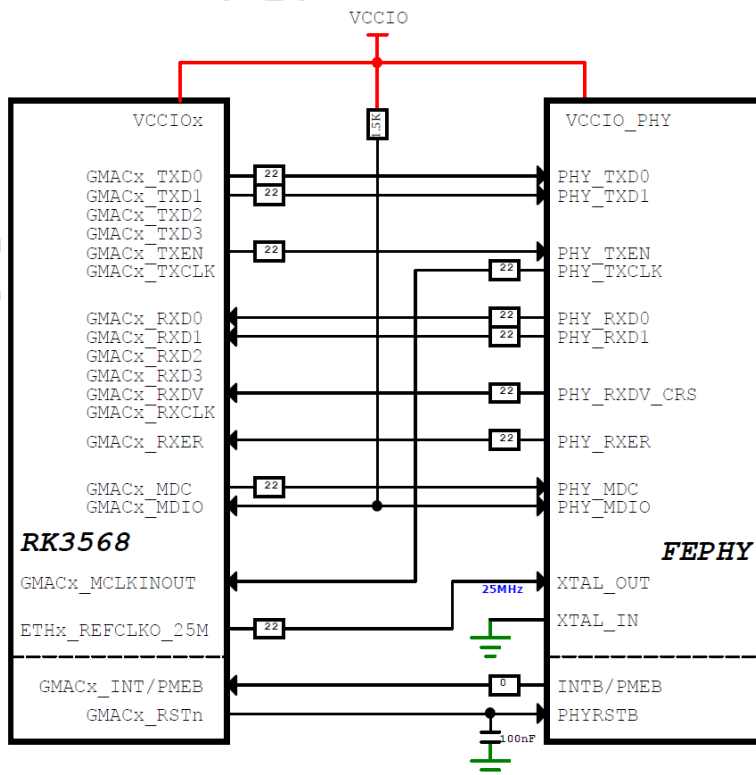 VCCIO
VCCIOx
1.5K
VCCIO_PHY
GMACx_TXD0 22 PHY_TXD0
GMACx_TXD1 22 PHY_TXD1
GMACx_TXD2
GMACx_TXD3
GMACx_TXEN 22 PHY_TXEN
GMACx_TXCLK 22 PHY_TXCLK
GMACx_RXD0 22 PHY_RXD0
GMACx_RXD1 22 PHY_RXD1
GMACx_RXD2
GMACx_RXD3
GMACx_RXDV 22 PHY_RXDV_CRS
GMACx_RXCLK
GMACx_RXER 22 PHY_RXER
GMACx_MDC 22 PHY_MDC
GMACx_MDIO PHY_MDIO
RK3568 FEPHY
GMACx_MCLKINOUT 25MHz XTAL_OUT
ETHx_REFCLKO_25M 22 XTAL_IN
GMACx_INT/PMEB 0 INTB/PMEB
GMACx_RSTn PHYRSTB
100nF